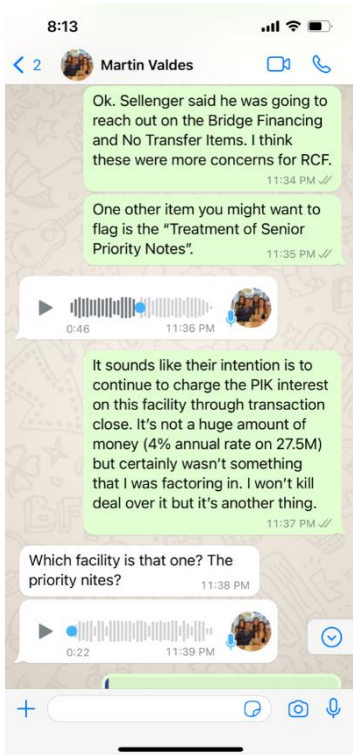 8:13
2 Martin Valdes
Ok. Sellenger said he was going to
reach out on the Bridge Financing
and No Transfer Items. I think
these were more concerns for RCF.
11:34 PM
One other item you might want to
flag is the “Treatment of Senior
Priority Notes”.
11:35 PM
0:46 11:36 PM
It sounds like their intention is to
continue to charge the PIK interest
on this facility through transaction
close. It’s not a huge amount of
money (4% annual rate on 27.5M)
but certainly wasn’t something
that I was factoring in. I won’t kill
deal over it but it’s another thing.
11:37 PM
Which facility is that one? The
priority nites?
11:38 PM
0:22 11:39 PM